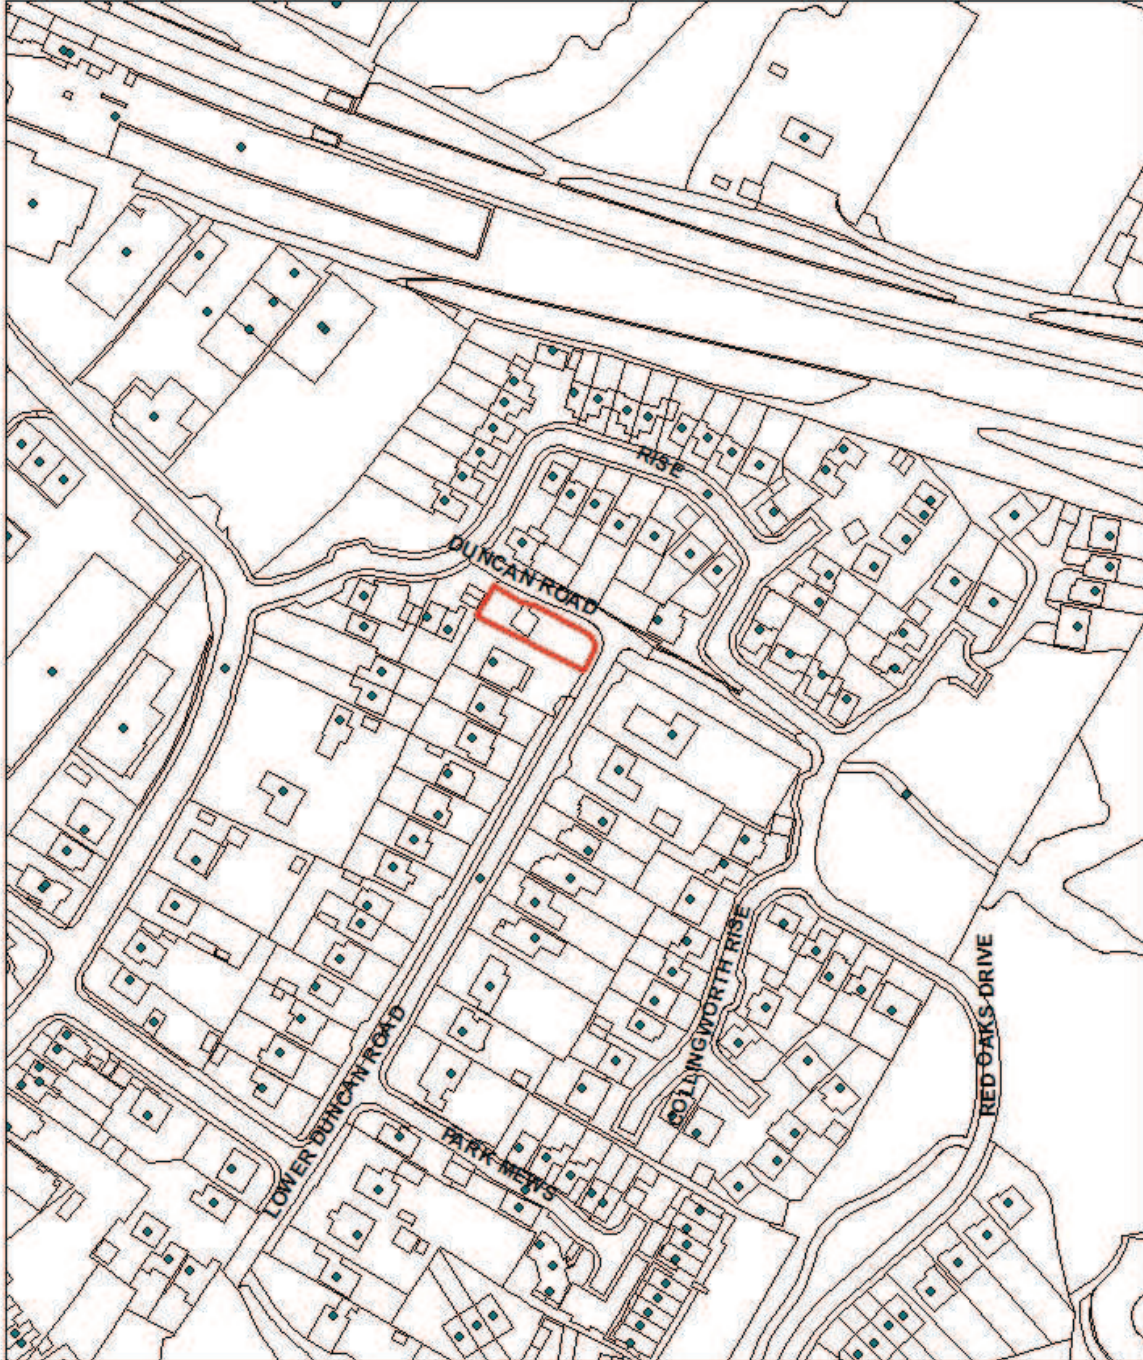 RISE
DUNCAN ROAD
COLLINGWORTH RISE
RED OAKS DRIVE
LOWER DUNCAN ROAD
PARK MEWS